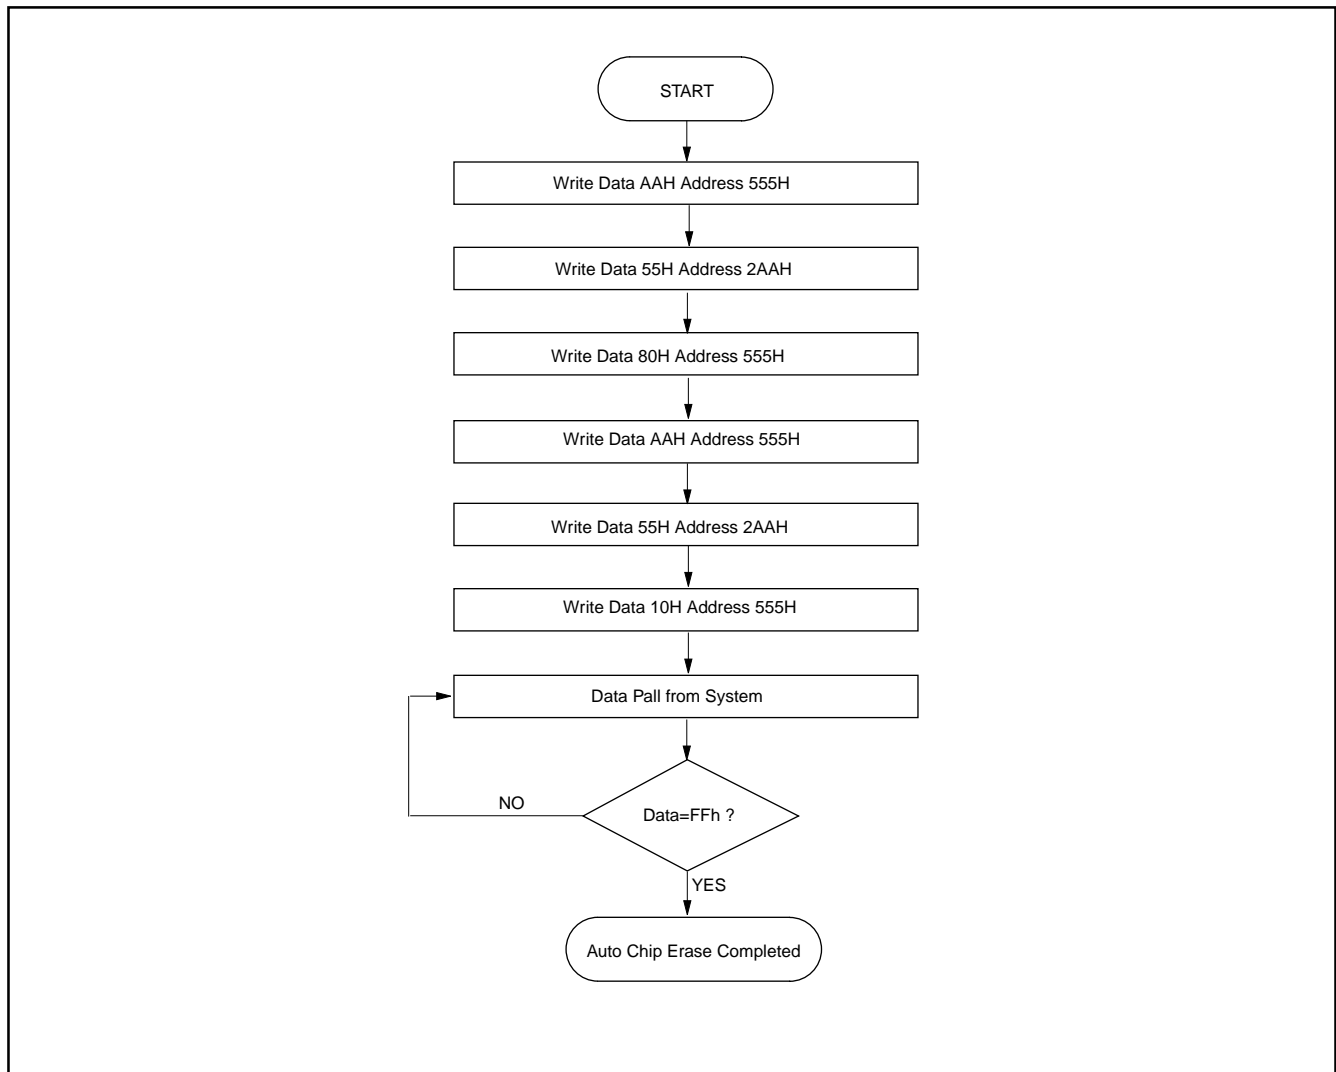 START
Write Data AAH Address 555H
Write Data 55H Address 2AAH
Write Data 80H Address 555H
Write Data AAH Address 555H
Write Data 55H Address 2AAH
Write Data 10H Address 555H
Data Pall from System
NO
Data=FFh ?
YES
Auto Chip Erase Completed